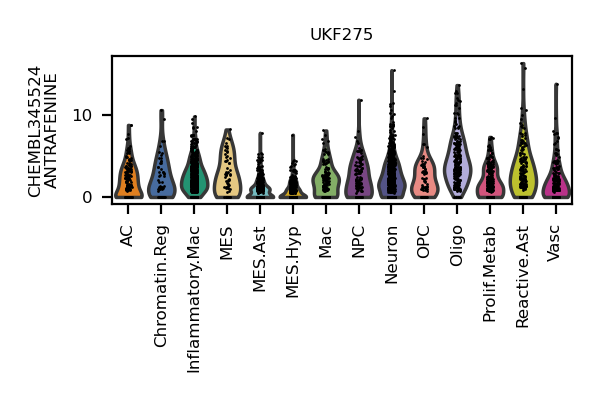 UKF275
CHEMBL345524
ANTRAFENINE
10
0
AC
Chromatin.Reg
Inflammatory.Mac
MES
MES.Ast
MES.Hyp
Mac
NPC
Neuron
OPC
Oligo
Prolif.Metab
Reactive.Ast
Vasc